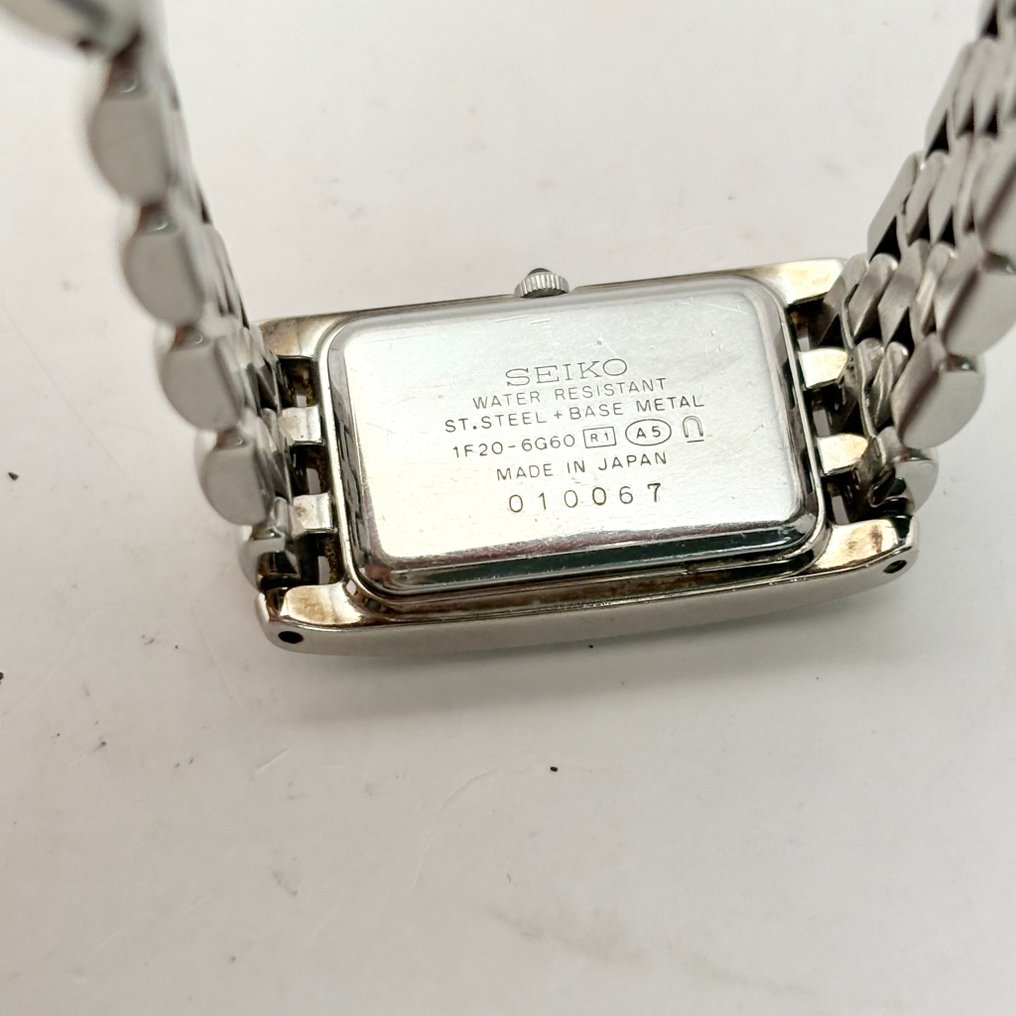 SEIKO
WATER RESISTANT
ST.STEEL + BASE METAL
1F20-6G60 R1 A5
MADE IN JAPAN
010067